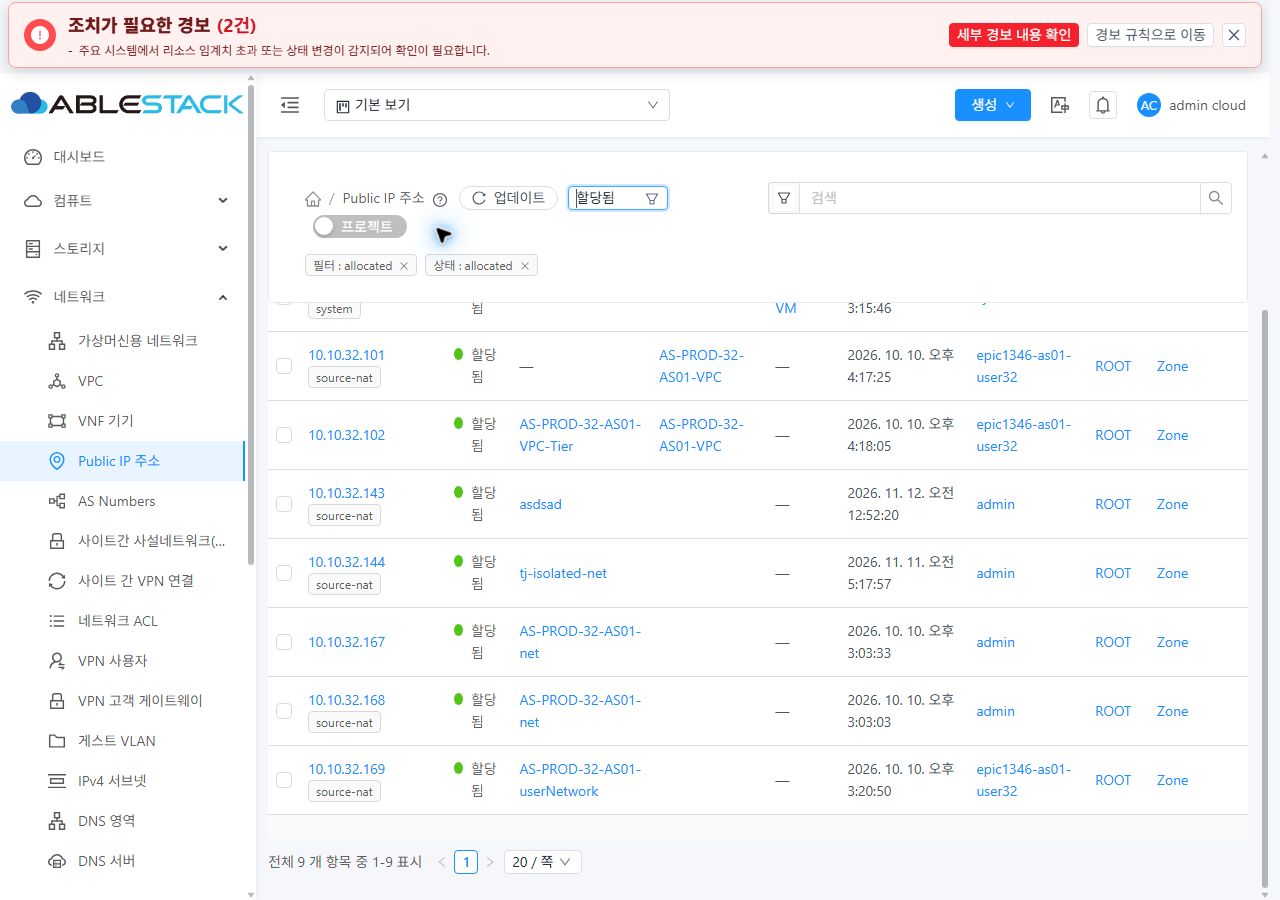 조치가 필요한 경보 (2건)
- 주요 시스템에서 리소스 임계치 초과 또는 상태 변경이 감지되어 확인이 필요합니다.
세부 경보 내용 확인
경보 규칙으로 이동
ABLESTACK
기본 보기
생성
AC
admin cloud
대시보드
컴퓨트
스토리지
네트워크
가상머신용 네트워크
VPC
VNF 기기
Public IP 주소
AS Numbers
사이트간 사설네트워크(...
사이트 간 VPN 연결
네트워크 ACL
VPN 사용자
VPN 고객 게이트웨이
게스트 VLAN
IPv4 서브넷
DNS 영역
DNS 서버
/ Public IP 주소
업데이트
할당됨
검색
프로젝트
필터 : allocated
상태 : allocated
system
됨
VM
3:15:46
10.10.32.101
source-nat
할당
됨
—
AS-PROD-32-
AS01-VPC
—
2026. 10. 10. 오후
4:17:25
epic1346-as01-
user32
ROOT
Zone
10.10.32.102
할당
됨
AS-PROD-32-AS01-
VPC-Tier
AS-PROD-32-
AS01-VPC
—
2026. 10. 10. 오후
4:18:05
epic1346-as01-
user32
ROOT
Zone
10.10.32.143
source-nat
할당
됨
asdsad
—
2026. 11. 12. 오전
12:52:20
admin
ROOT
Zone
10.10.32.144
source-nat
할당
됨
tj-isolated-net
—
2026. 11. 11. 오전
5:17:57
admin
ROOT
Zone
10.10.32.167
할당
됨
AS-PROD-32-AS01-
net
—
2026. 10. 10. 오후
3:03:33
admin
ROOT
Zone
10.10.32.168
source-nat
할당
됨
AS-PROD-32-AS01-
net
—
2026. 10. 10. 오후
3:03:03
admin
ROOT
Zone
10.10.32.169
source-nat
할당
됨
AS-PROD-32-AS01-
userNetwork
—
2026. 10. 10. 오후
3:20:50
epic1346-as01-
user32
ROOT
Zone
전체 9 개 항목 중 1-9 표시
1
20 / 쪽